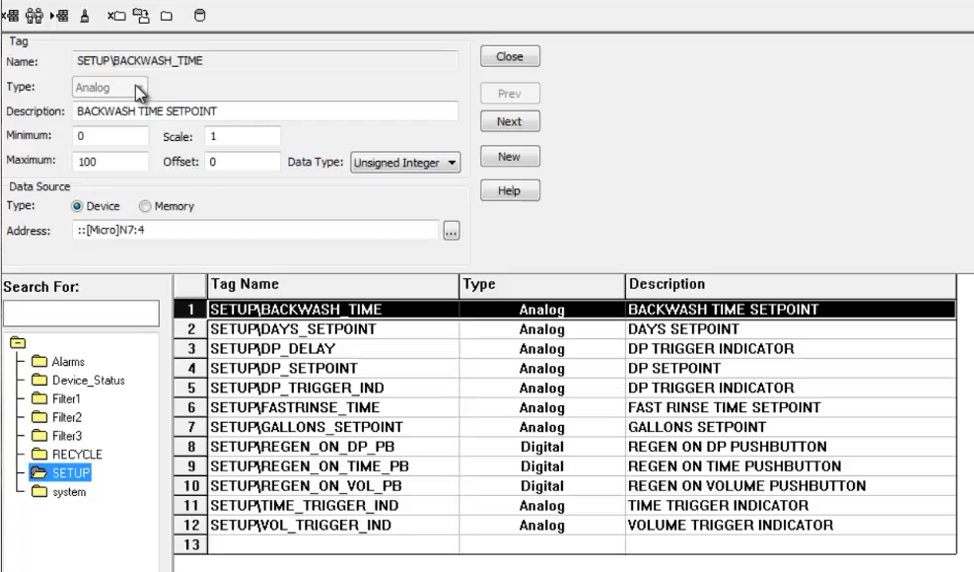 Tag
Name: SETUP\BACKWASH_TIME
Close
Type: Analog
Prev
Description: BACKWASH TIME SETPOINT
Next
Minimum: 0 Scale: 1
Maximum: 100 Offset: 0 Data Type: Unsigned Integer
New
Data Source
Help
Type: Device Memory
Address: ::[Micro]N7:4 ...
Search For:
Alarms
Device_Status
Filter1
Filter2
Filter3
RECYCLE
SETUP
system
Tag Name Type Description
1 SETUP\BACKWASH_TIME Analog BACKWASH TIME SETPOINT
2 SETUP\DAYS_SETPOINT Analog DAYS SETPOINT
3 SETUP\DP_DELAY Analog DP TRIGGER INDICATOR
4 SETUP\DP_SETPOINT Analog DP SETPOINT
5 SETUP\DP_TRIGGER_IND Analog DP TRIGGER INDICATOR
6 SETUP\FASTRINSE_TIME Analog FAST RINSE TIME SETPOINT
7 SETUP\GALLONS_SETPOINT Analog GALLONS SETPOINT
8 SETUP\REGEN_ON_DP_PB Digital REGEN ON DP PUSHBUTTON
9 SETUP\REGEN_ON_TIME_PB Digital REGEN ON TIME PUSHBUTTON
10 SETUP\REGEN_ON_VOL_PB Digital REGEN ON VOLUME PUSHBUTTON
11 SETUP\TIME_TRIGGER_IND Analog TIME TRIGGER INDICATOR
12 SETUP\VOL_TRIGGER_IND Analog VOLUME TRIGGER INDICATOR
13